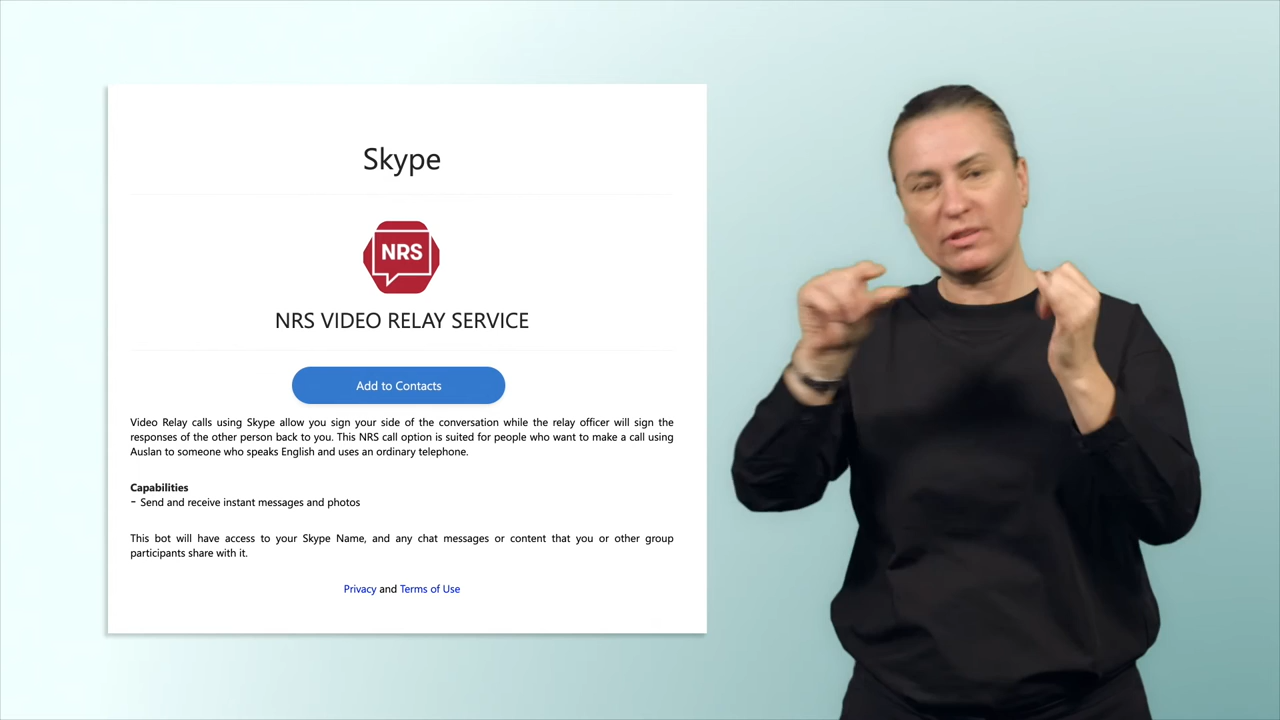 Skype
NRS
NRS VIDEO RELAY SERVICE
Add to Contacts
Video Relay calls using Skype allow you sign your side of the conversation while the relay officer will sign the
responses of the other person back to you. This NRS call option is suited for people who want to make a call using
Auslan to someone who speaks English and uses an ordinary telephone.
Capabilities
- Send and receive instant messages and photos
This bot will have access to your Skype Name, and any chat messages or content that you or other group
participants share with it.
Privacy and Terms of Use